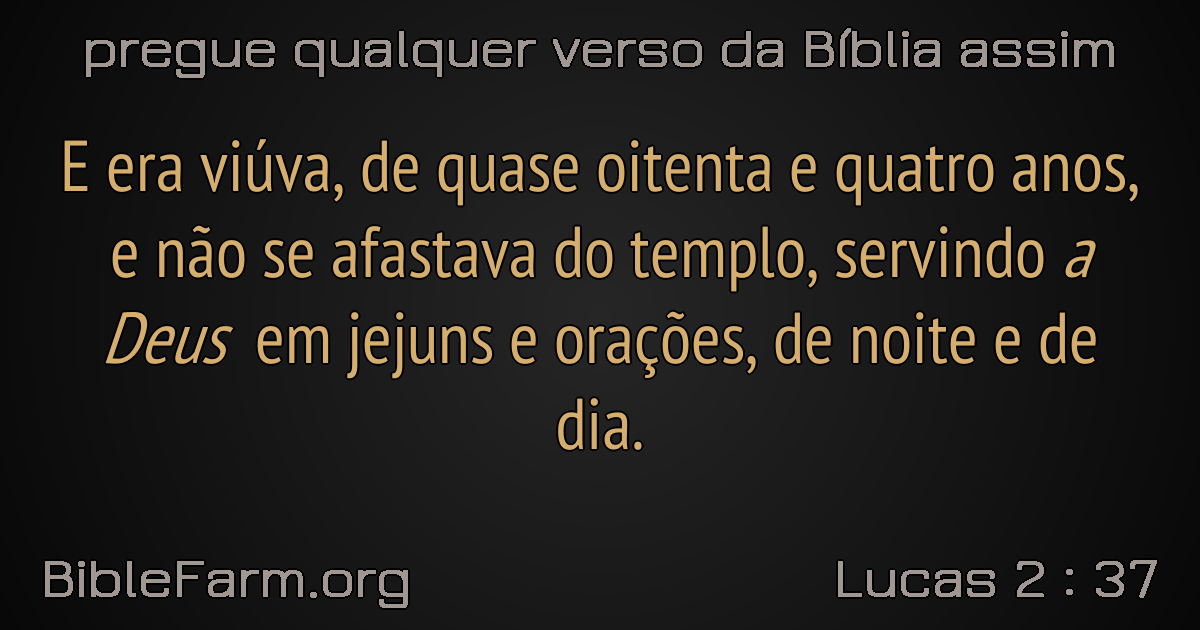 pregue qualquer verso da Bíblia assim
E era viúva, de quase oitenta e quatro anos,
e não se afastava do templo, servindo a
Deus em jejuns e orações, de noite e de
dia.
BibleFarm.org
Lucas 2 : 37